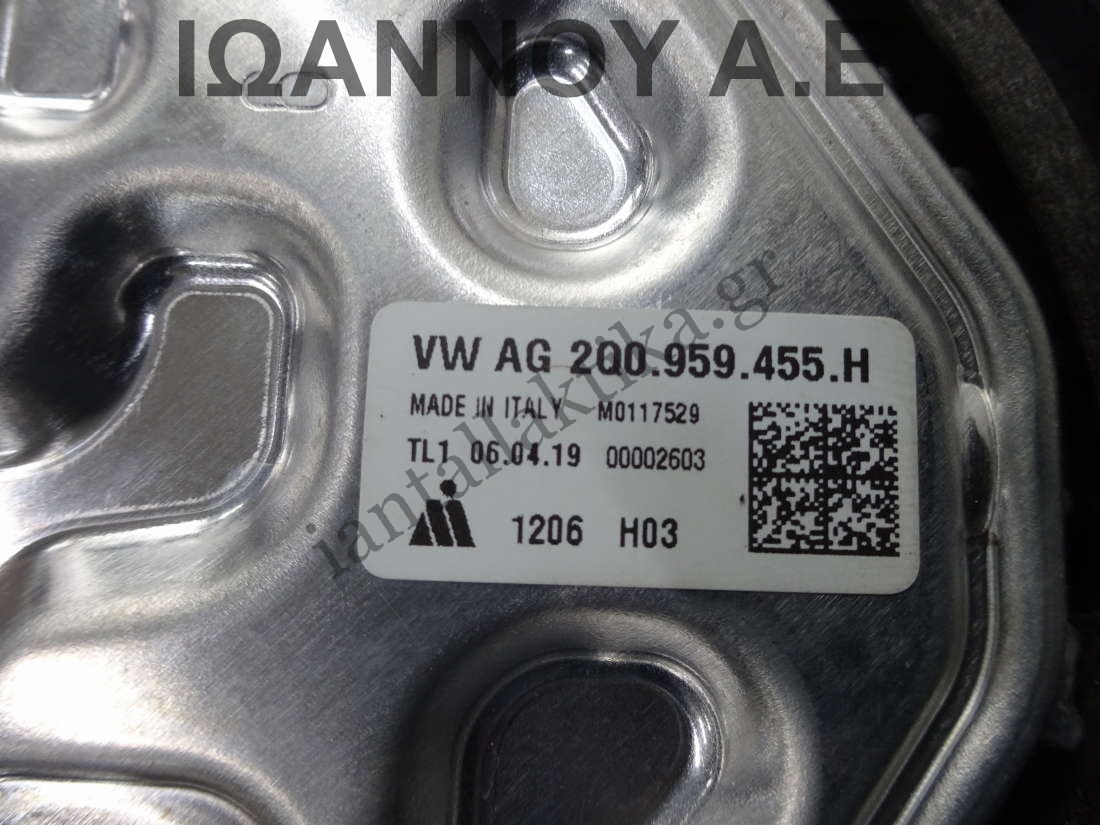 ΙΩΑΝΝΟΥ Α.Ε
VW AG 2Q0.959.455.H
MADE IN ITALY M0117529
TL1 06.04.19 00002603
1206 H03
iantallaktika.gr